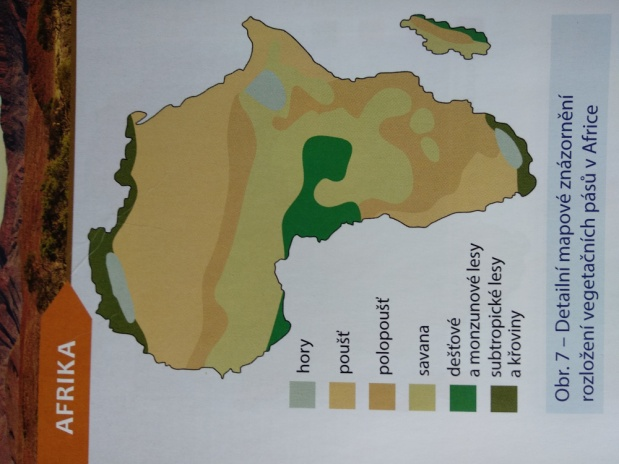 AFRIKA
hory
poušť
polopoušť
savana
dešťové
a monzunové lesy
subtropické lesy
a křoviny
Obr. 7 – Detailní mapové znázornění
rozložení vegetačních pásů v Africe